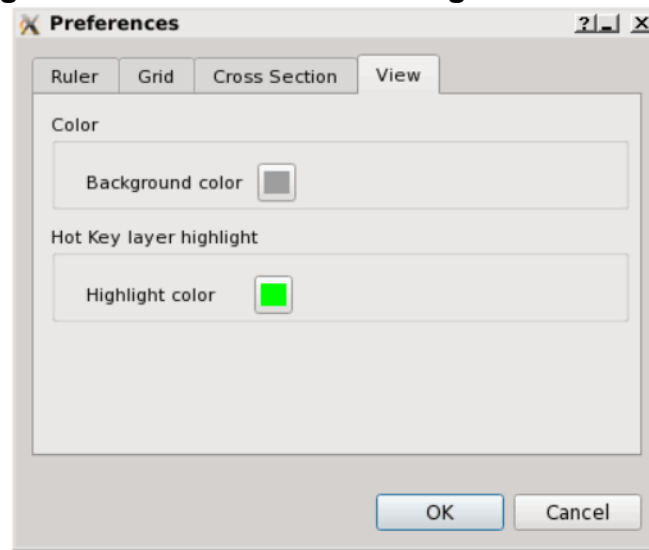 Preferences
Ruler Grid Cross Section View
Color
Background color
Hot Key layer highlight
Highlight color
OK Cancel